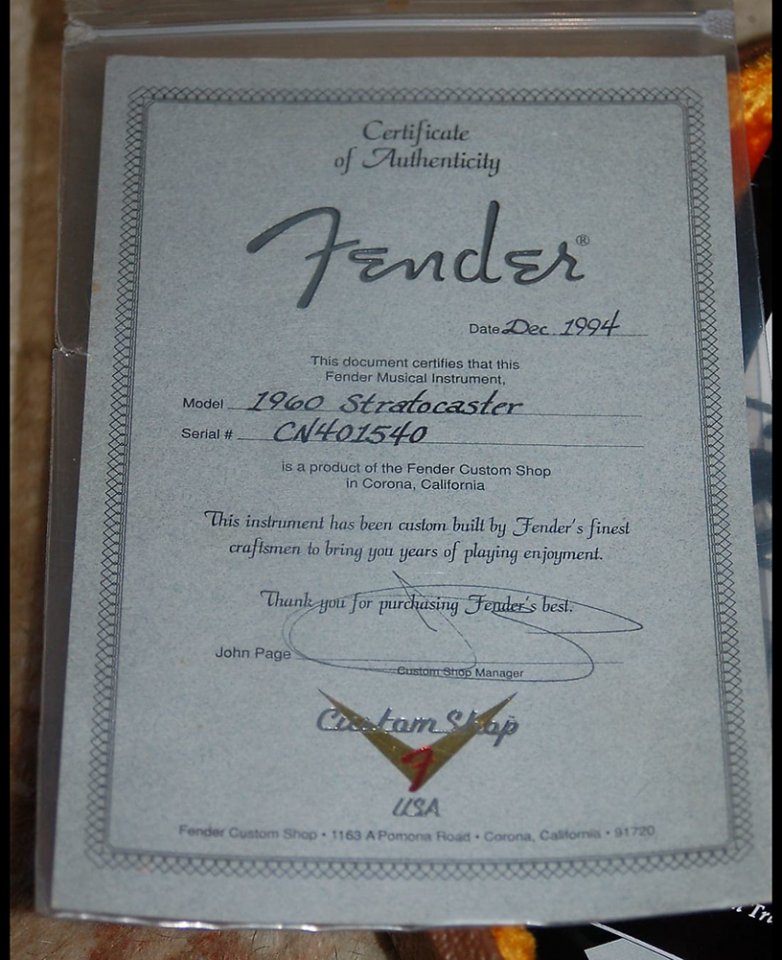 Certificate
of Authenticity
Fender®
Date Dec. 1994
This document certifies that this
Fender Musical Instrument,
Model 1960 Stratocaster
Serial # CN401540
is a product of the Fender Custom Shop
in Corona, California
This instrument has been custom built by Fender's finest
craftsmen to bring you years of playing enjoyment.
Thank you for purchasing Fender's best.
John Page
Custom Shop Manager
Custom Shop
F
USA
Fender Custom Shop • 1163 A Pomona Road • Corona, California • 91720